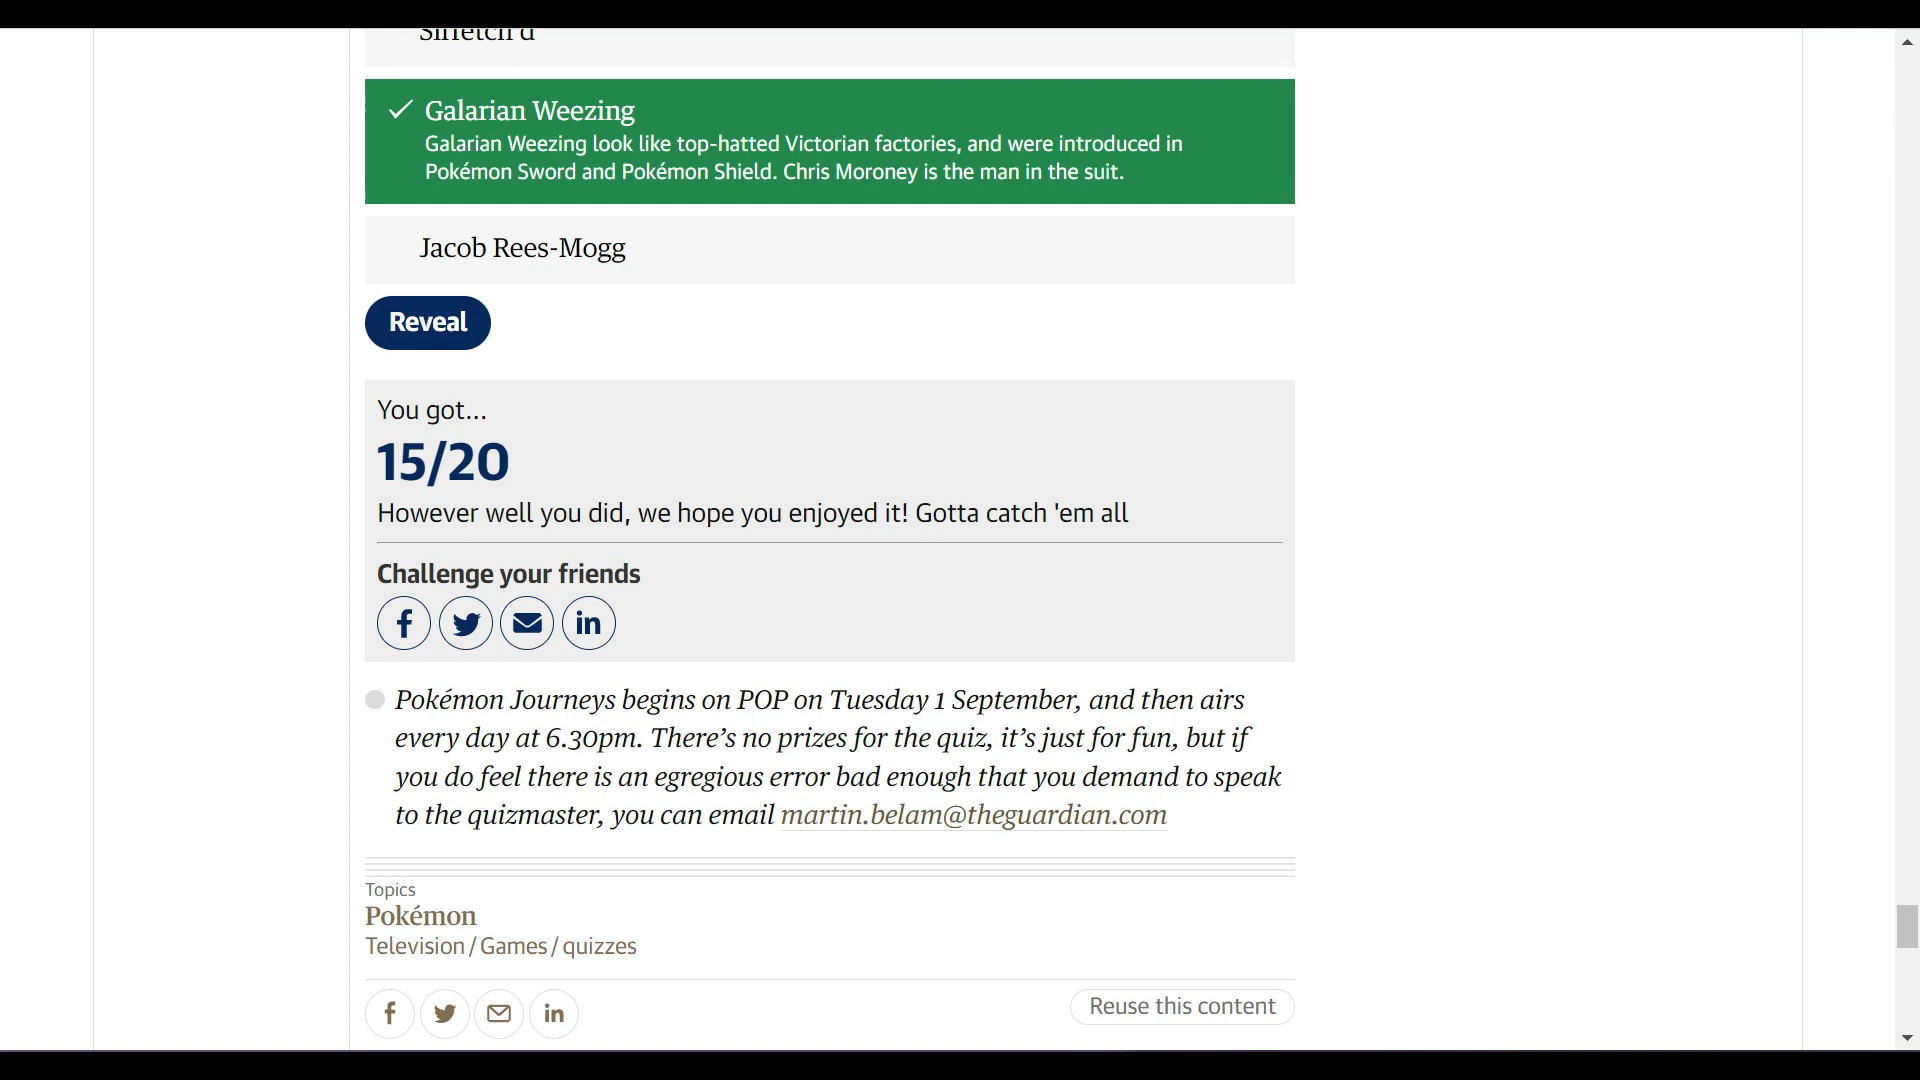 Sirfetch'd
Galarian Weezing
Galarian Weezing look like top-hatted Victorian factories, and were introduced in
Pokémon Sword and Pokémon Shield. Chris Moroney is the man in the suit.
Jacob Rees-Mogg
Reveal
You got...
15/20
However well you did, we hope you enjoyed it! Gotta catch 'em all
Challenge your friends
Pokémon Journeys begins on POP on Tuesday 1 September, and then airs
every day at 6.30pm. There’s no prizes for the quiz, it’s just for fun, but if
you do feel there is an egregious error bad enough that you demand to speak
to the quizmaster, you can email martin.belam@theguardian.com
Topics
Pokémon
Television / Games / quizzes
Reuse this content